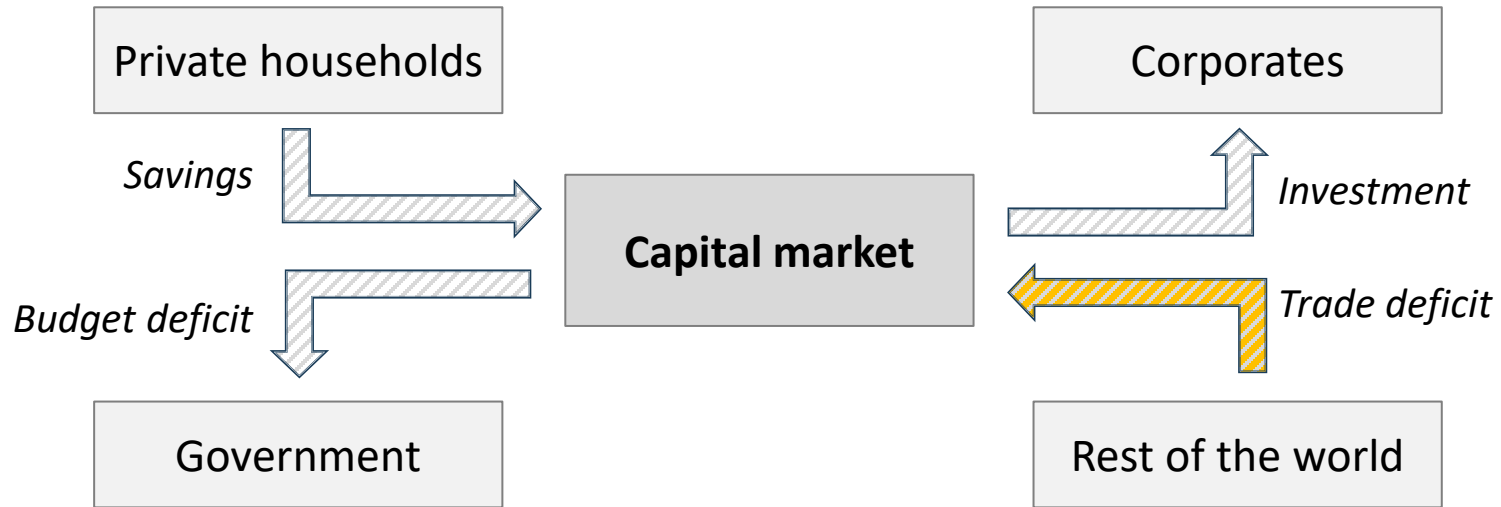 Private households
Corporates
Savings
Investment
Capital market
Budget deficit
Trade deficit
Government
Rest of the world